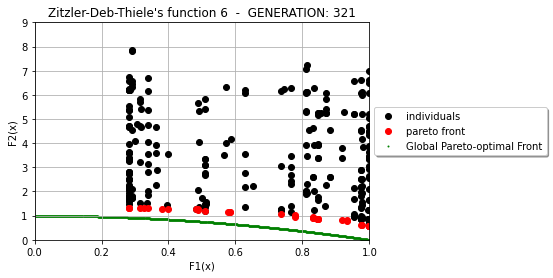 Zitzler-Deb-Thiele's function 6 - GENERATION: 321
F2(x)
9
8
7
6
5
4
3
2
1
0
0.0 0.2 0.4 0.6 0.8 1.0
F1(x)
individuals
pareto front
Global Pareto-optimal Front